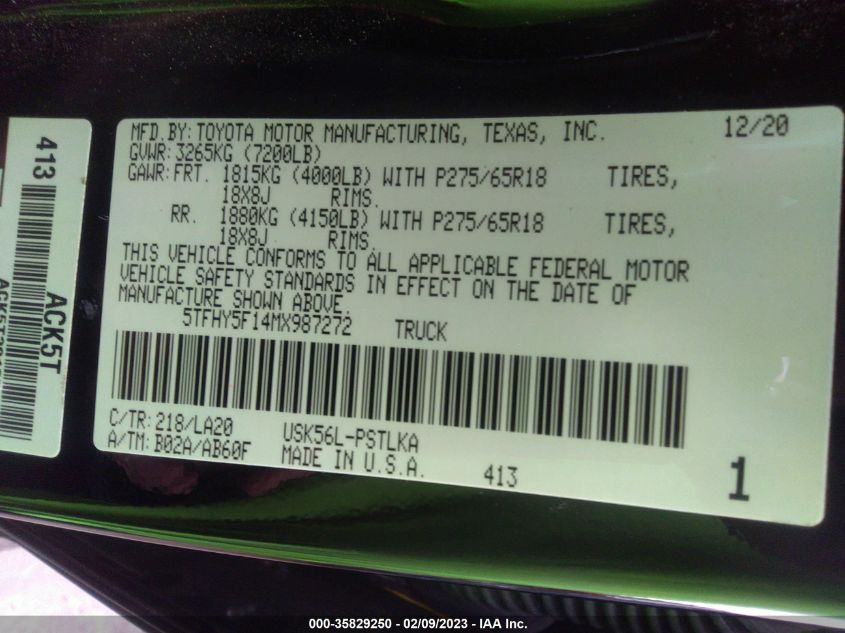 MFD.BY: TOYOTA MOTOR MANUFACTURING, TEXAS, INC. 12/20
GVWR: 3265KG (7200LB)
GAWR: FRT. 1815KG (4000LB) WITH P275/65R18 TIRES,
18X8J RIMS.
RR. 1880KG (4150LB) WITH P275/65R18 TIRES,
18X8J RIMS.
THIS VEHICLE CONFORMS TO ALL APPLICABLE FEDERAL MOTOR
VEHICLE SAFETY STANDARDS IN EFFECT ON THE DATE OF
MANUFACTURE SHOWN ABOVE.
5TFHY5F14MX987272 TRUCK
C/TR: 218/LA20 USK56L-PSTLKA
A/TM: B02A/AB60F MADE IN U.S.A. 413 1
413
ACK5T
000-35829250 - 02/09/2023 - IAA Inc.